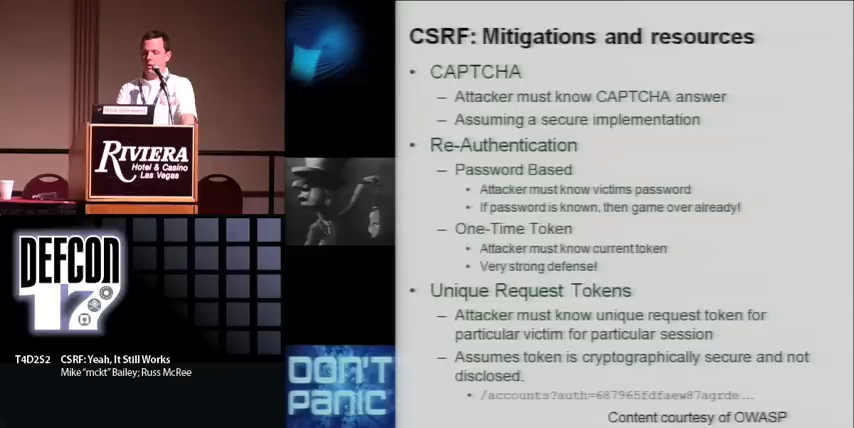 CSRF: Mitigations and resources
• CAPTCHA
– Attacker must know CAPTCHA answer
– Assuming a secure implementation
• Re-Authentication
– Password Based
• Attacker must know victims password
• If password is known, then game over already!
– One-Time Token
• Attacker must know current token
• Very strong defense!
• Unique Request Tokens
– Attacker must know unique request token for
particular victim for particular session
– Assumes token is cryptographically secure and not
disclosed.
• /accounts?auth=687965fdfaew87agrde...
Content courtesy of OWASP
RIVIERA
Hotel & Casino
Las Vegas
DEFCON
17
T4D2S2 CSRF: Yeah, It Still Works
Mike "mckt" Bailey; Russ McRee
DON'T
PANIC